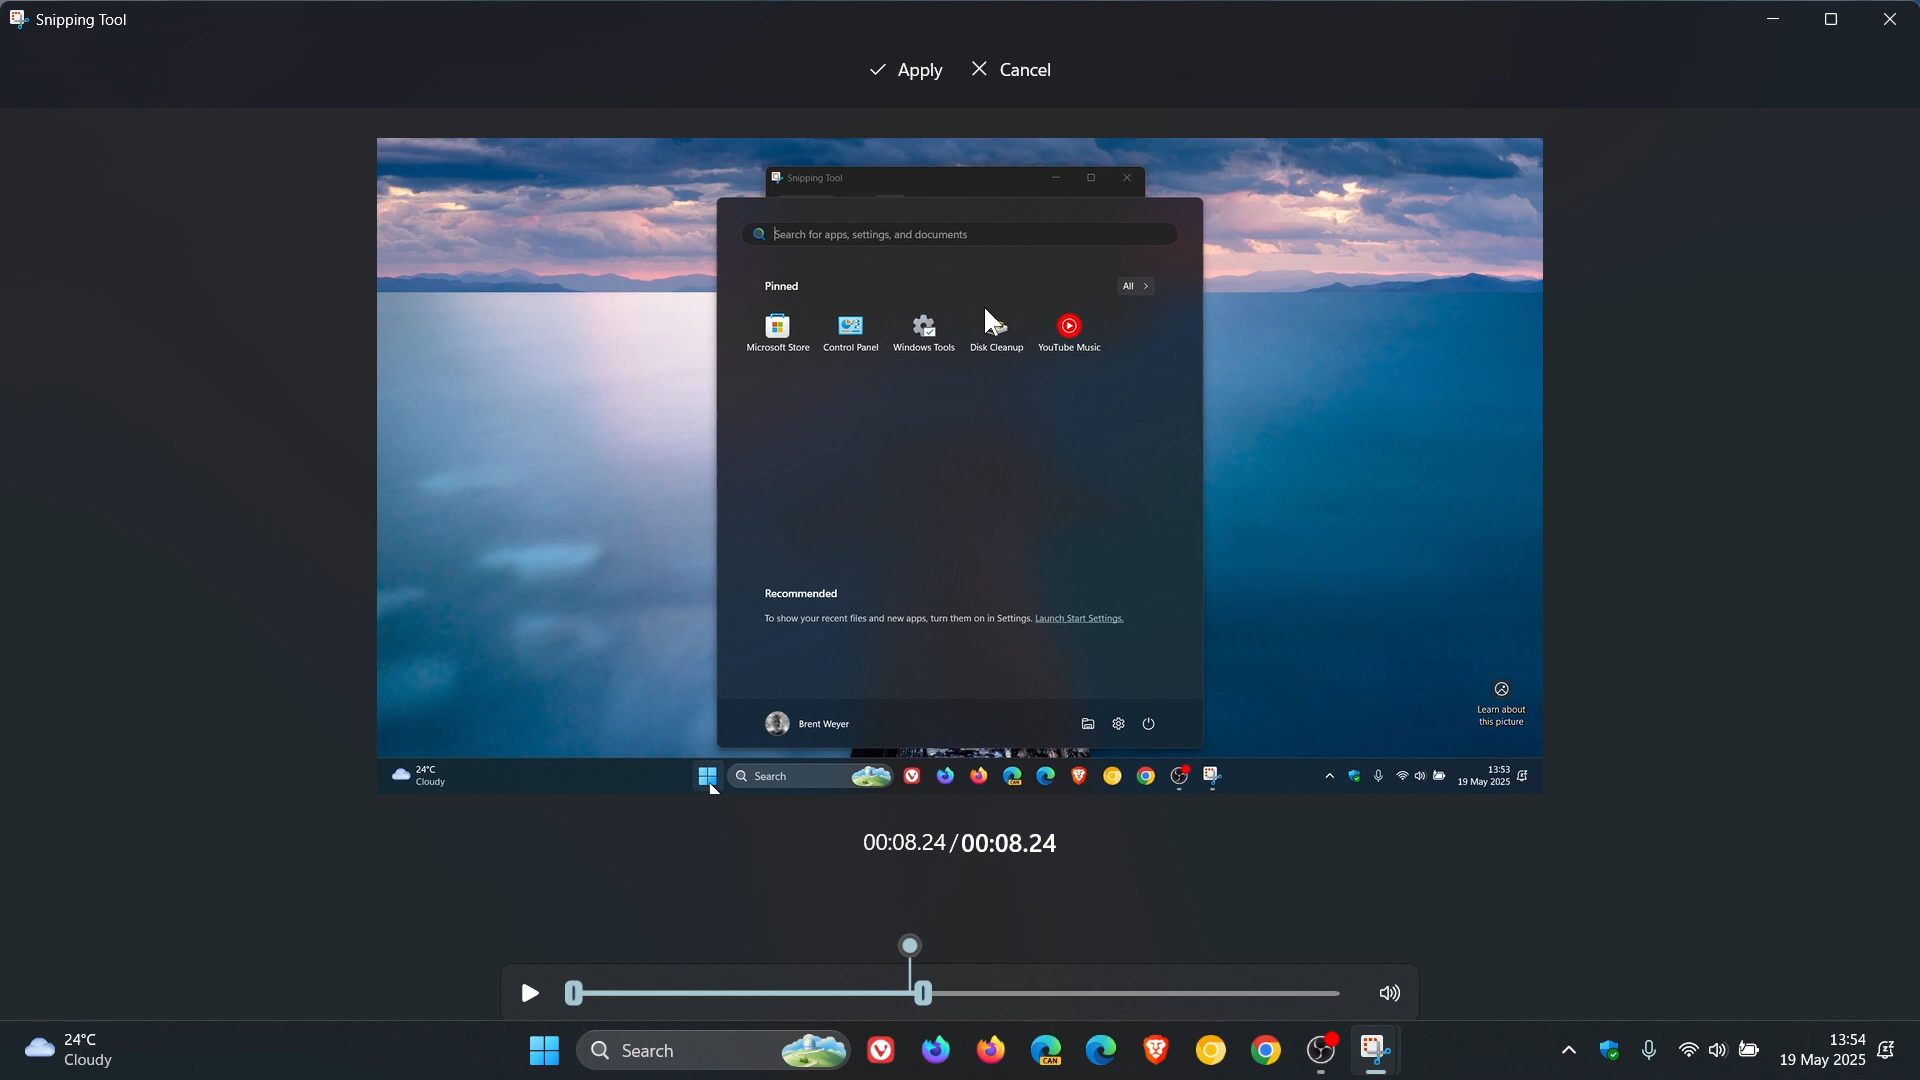 Snipping Tool
Apply
Cancel
Snipping Tool
Search for apps, settings, and documents
Pinned
All
Microsoft Store
Control Panel
Windows Tools
Disk Cleanup
YouTube Music
Recommended
To show your recent files and new apps, turn them on in Settings. Launch Start Settings.
Learn about
this picture
Brent Weyer
24°C
Cloudy
Search
CAN
13:53
19 May 2025
00:08.24/00:08.24
24°C
Cloudy
Search
CAN
13:54
19 May 2025